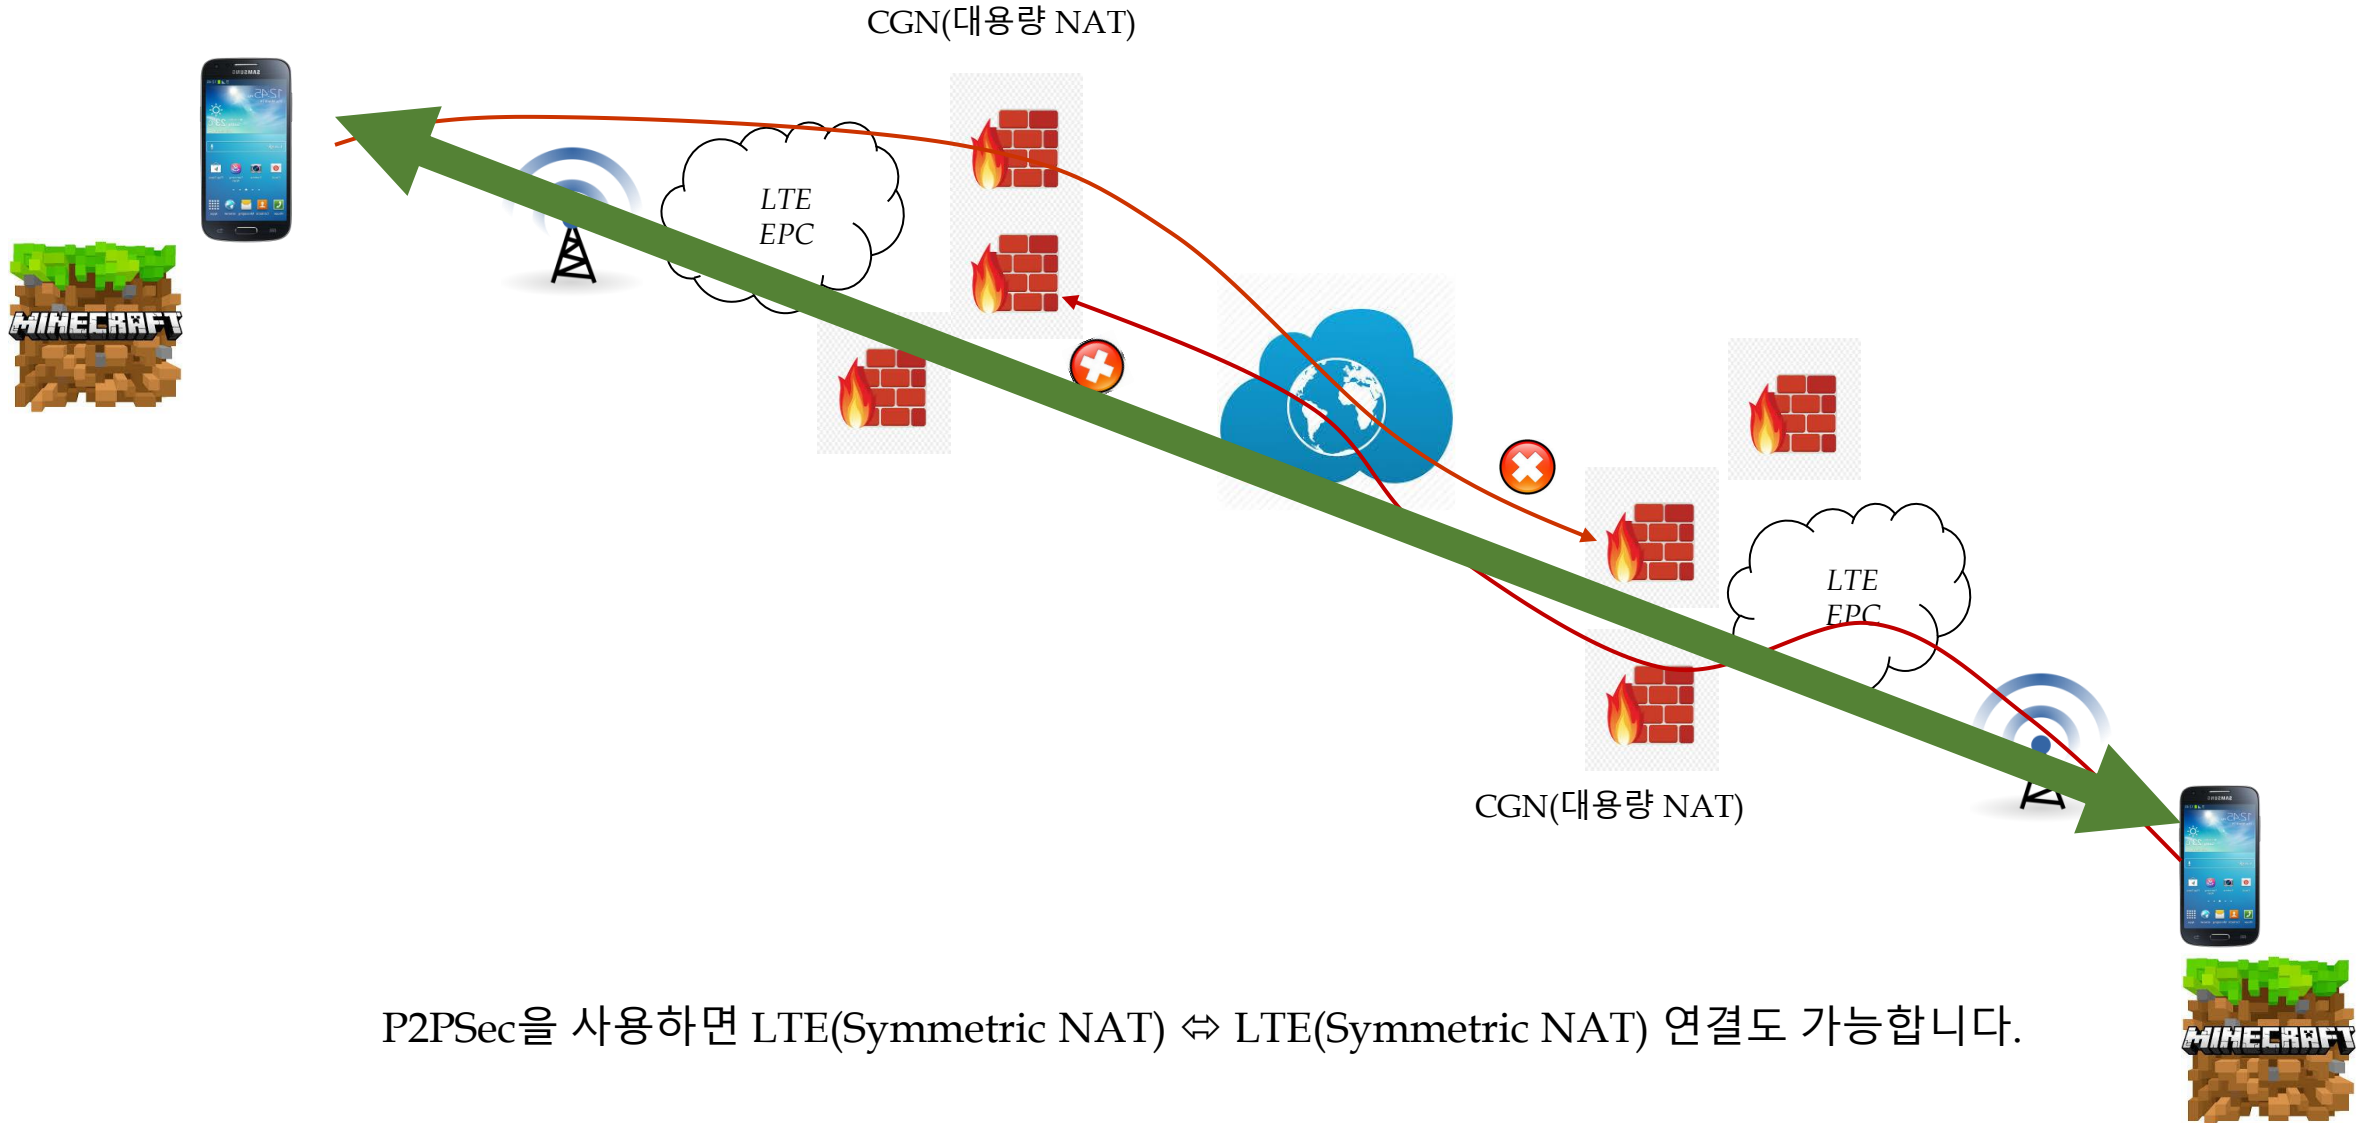 CGN(대용량 NAT)
SAMSUNG
LTE
EPC
MINECRAFT
LTE
EPC
CGN(대용량 NAT)
SAMSUNG
P2PSec을 사용하면 LTE(Symmetric NAT) ⇔ LTE(Symmetric NAT) 연결도 가능합니다.
MINECRAFT